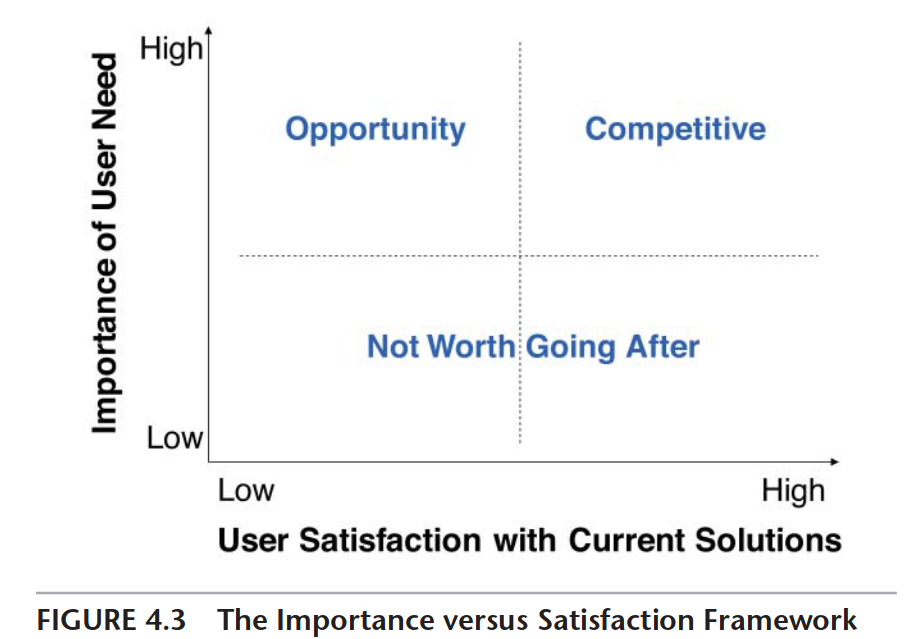 High
Opportunity Competitive
Importance of User Need
Not Worth Going After
Low
Low High
User Satisfaction with Current Solutions
FIGURE 4.3 The Importance versus Satisfaction Framework